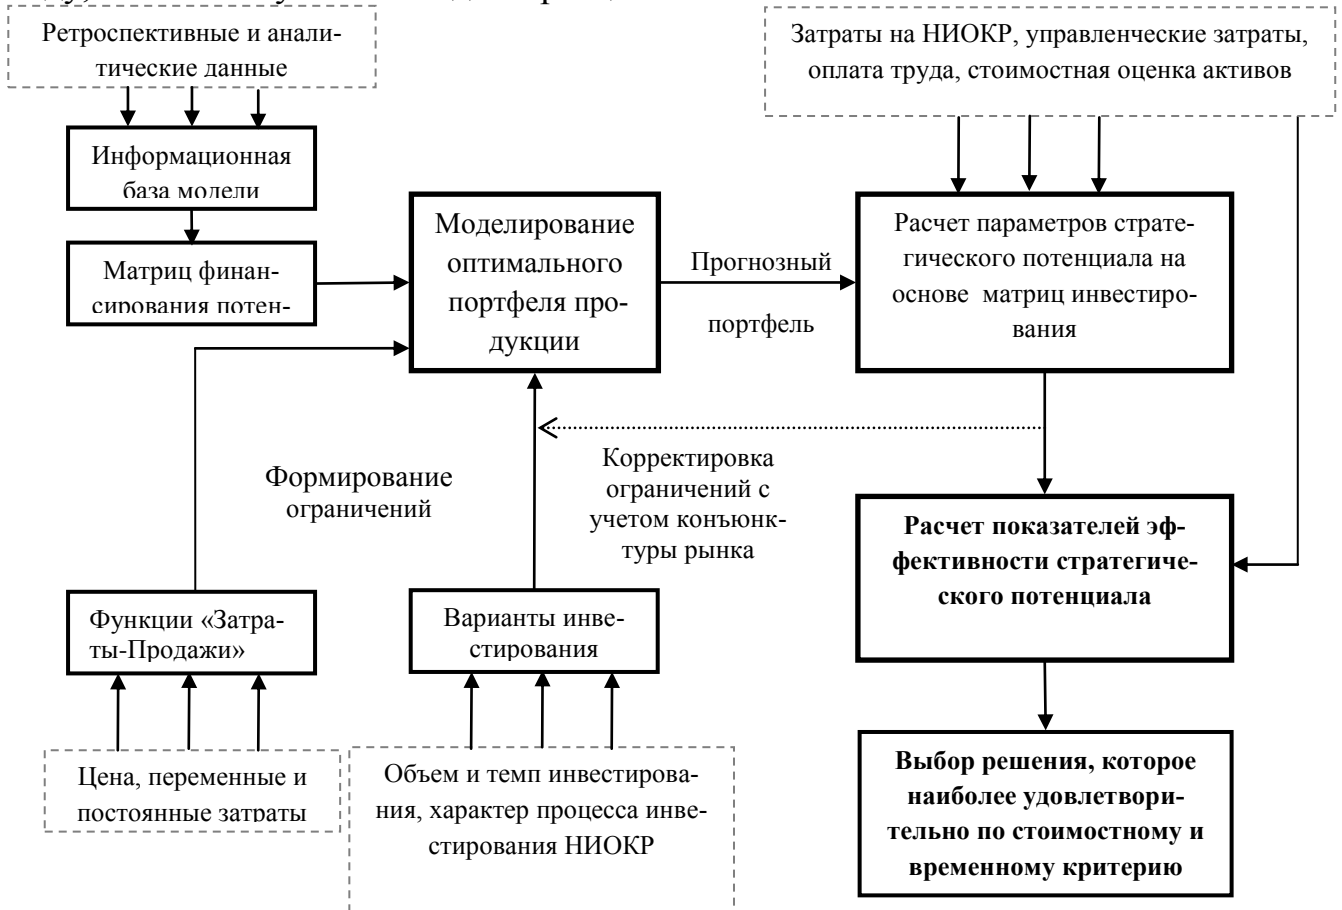 Ретроспективные и анали-
тические данные
Затраты на НИОКР, управленческие затраты,
оплата труда, стоимостная оценка активов
Информационная
база модели
Матриц финан-
сирования потен-
Моделирование
оптимального
портфеля про-
дукции
Прогнозный
портфель
Расчет параметров страте-
гического потенциала на
основе матриц инвестиро-
вания
Формирование
ограничений
Корректировка
ограничений с
учетом конъюнк-
туры рынка
Расчет показателей эф-
фективности стратегиче-
ского потенциала
Функции «Затра-
ты-Продажи»
Варианты инве-
стирования
Цена, переменные и
постоянные затраты
Объем и темп инвестирова-
ния, характер процесса инве-
стирования НИОКР
Выбор решения, которое
наиболее удовлетвори-
тельно по стоимостному и
временному критерию